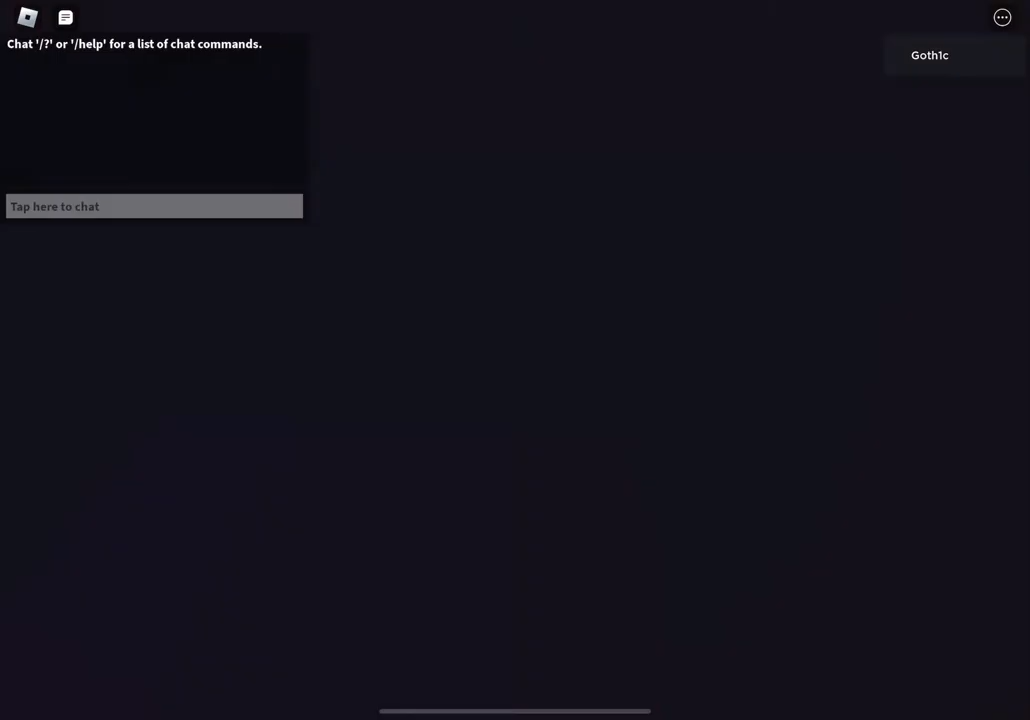 Chat '/?' or '/help' for a list of chat commands.
Goth1c
Tap here to chat